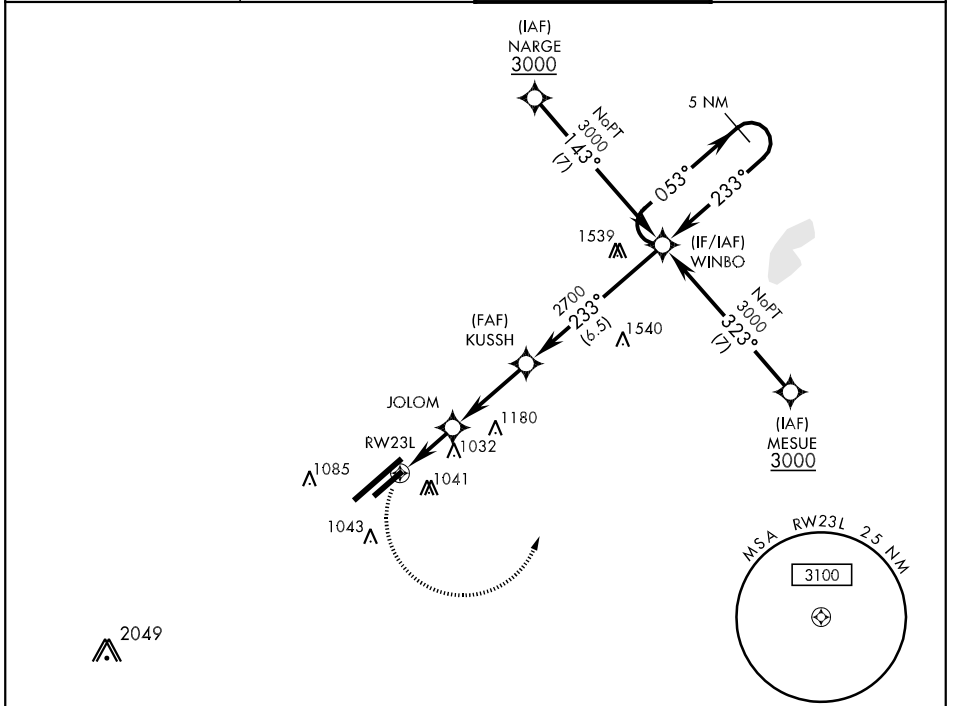 (IAF)
NARGE
3000
5 NM
NoPT
3000
143°
(7)
053°
233°
1539
(IF/IAF)
WINBO
2700
233°
(6.5)
NoPT
3000
323°
(7)
(FAF)
KUSSH
1540
JOLOM
1180
(IAF)
MESUE
3000
RW23L
1032
1085
1041
1043
MSA RW23L 25 NM
3100
2049